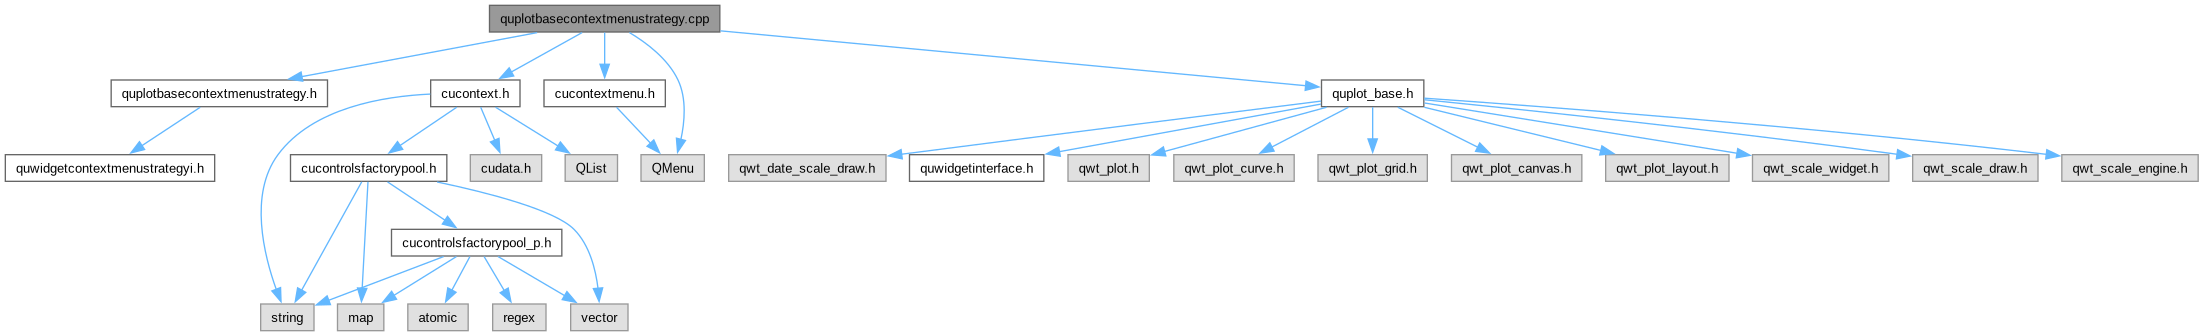 quplotbasecontextmenustrategy.cpp
quplotbasecontextmenustrategy.h
cucontext.h
cucontextmenu.h
quplot_base.h
quwidgetcontextmenustrategyi.h
cucontrolsfactorypool.h
cudata.h
QList
QMenu
qwt_date_scale_draw.h
quwidgetinterface.h
qwt_plot.h
qwt_plot_curve.h
qwt_plot_grid.h
qwt_plot_canvas.h
qwt_plot_layout.h
qwt_scale_widget.h
qwt_scale_draw.h
qwt_scale_engine.h
cucontrolsfactorypool_p.h
string
map
atomic
regex
vector